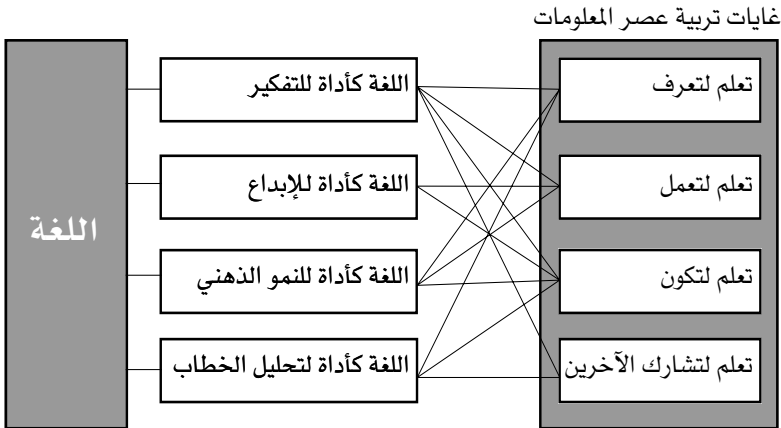 غايات تربية عصر المعلومات
تعلم لتعرف
تعلم لتعمل
تعلم لتكون
تعلم لتشارك الآخرين
اللغة كأداة للتفكير
اللغة كأداة للإبداع
اللغة كأداة للنمو الذهني
اللغة كأداة لتحليل الخطاب
اللغة